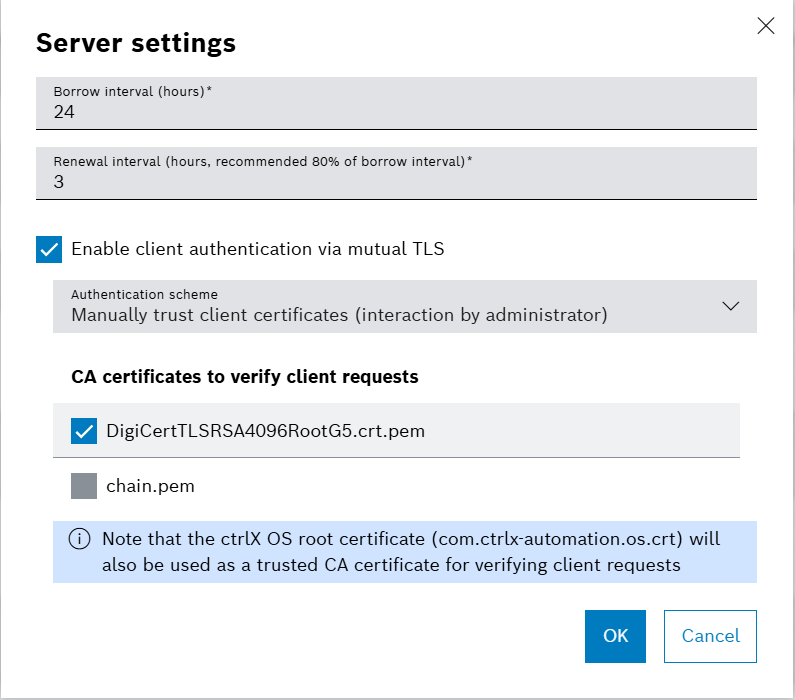 Server settings
Borrow interval (hours)*
24
Renewal interval (hours, recommended 80% of borrow interval)*
3
Enable client authentication via mutual TLS
Authentication scheme
Manually trust client certificates (interaction by administrator)
CA certificates to verify client requests
DigiCertTLSRSA4096RootG5.crt.pem
chain.pem
Note that the ctrlX OS root certificate (com.ctrlx-automation.os.crt) will
also be used as a trusted CA certificate for verifying client requests
OK
Cancel